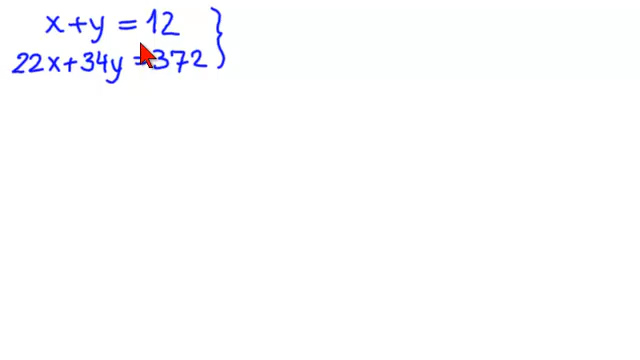 x + y = 12
22x + 34y = 372